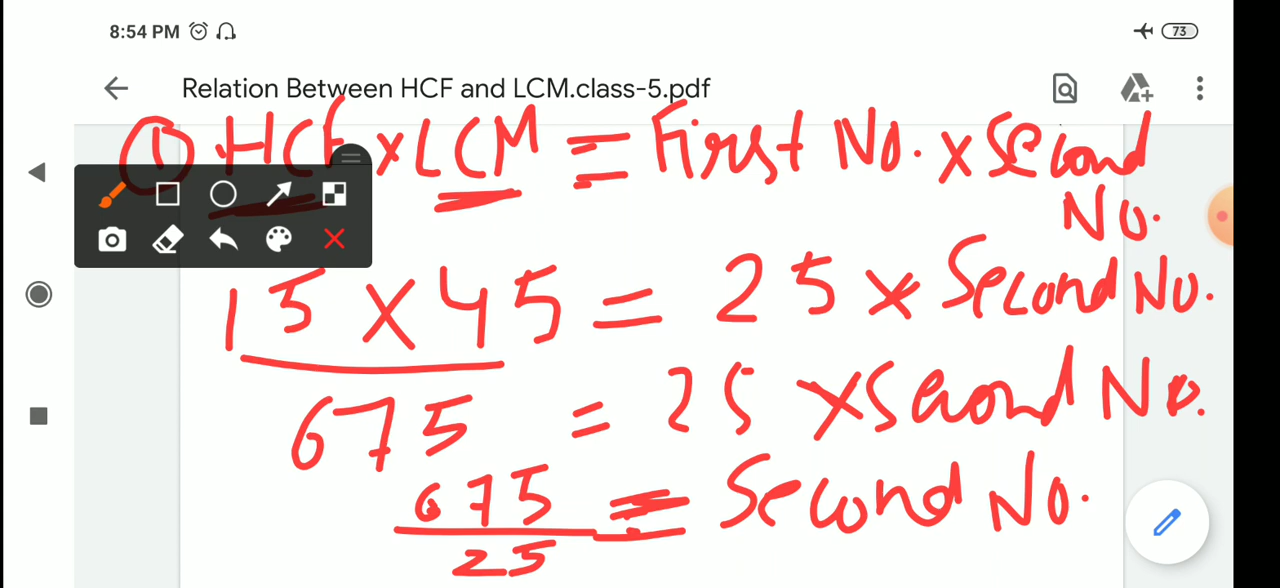 8:54 PM 73
Relation Between HCF and LCM.class-5.pdf
① HCF x LCM = First No. x Second No.
15 x 45 = 25 x Second No.
675 = 25 x Second No.
675 = Second No.
25